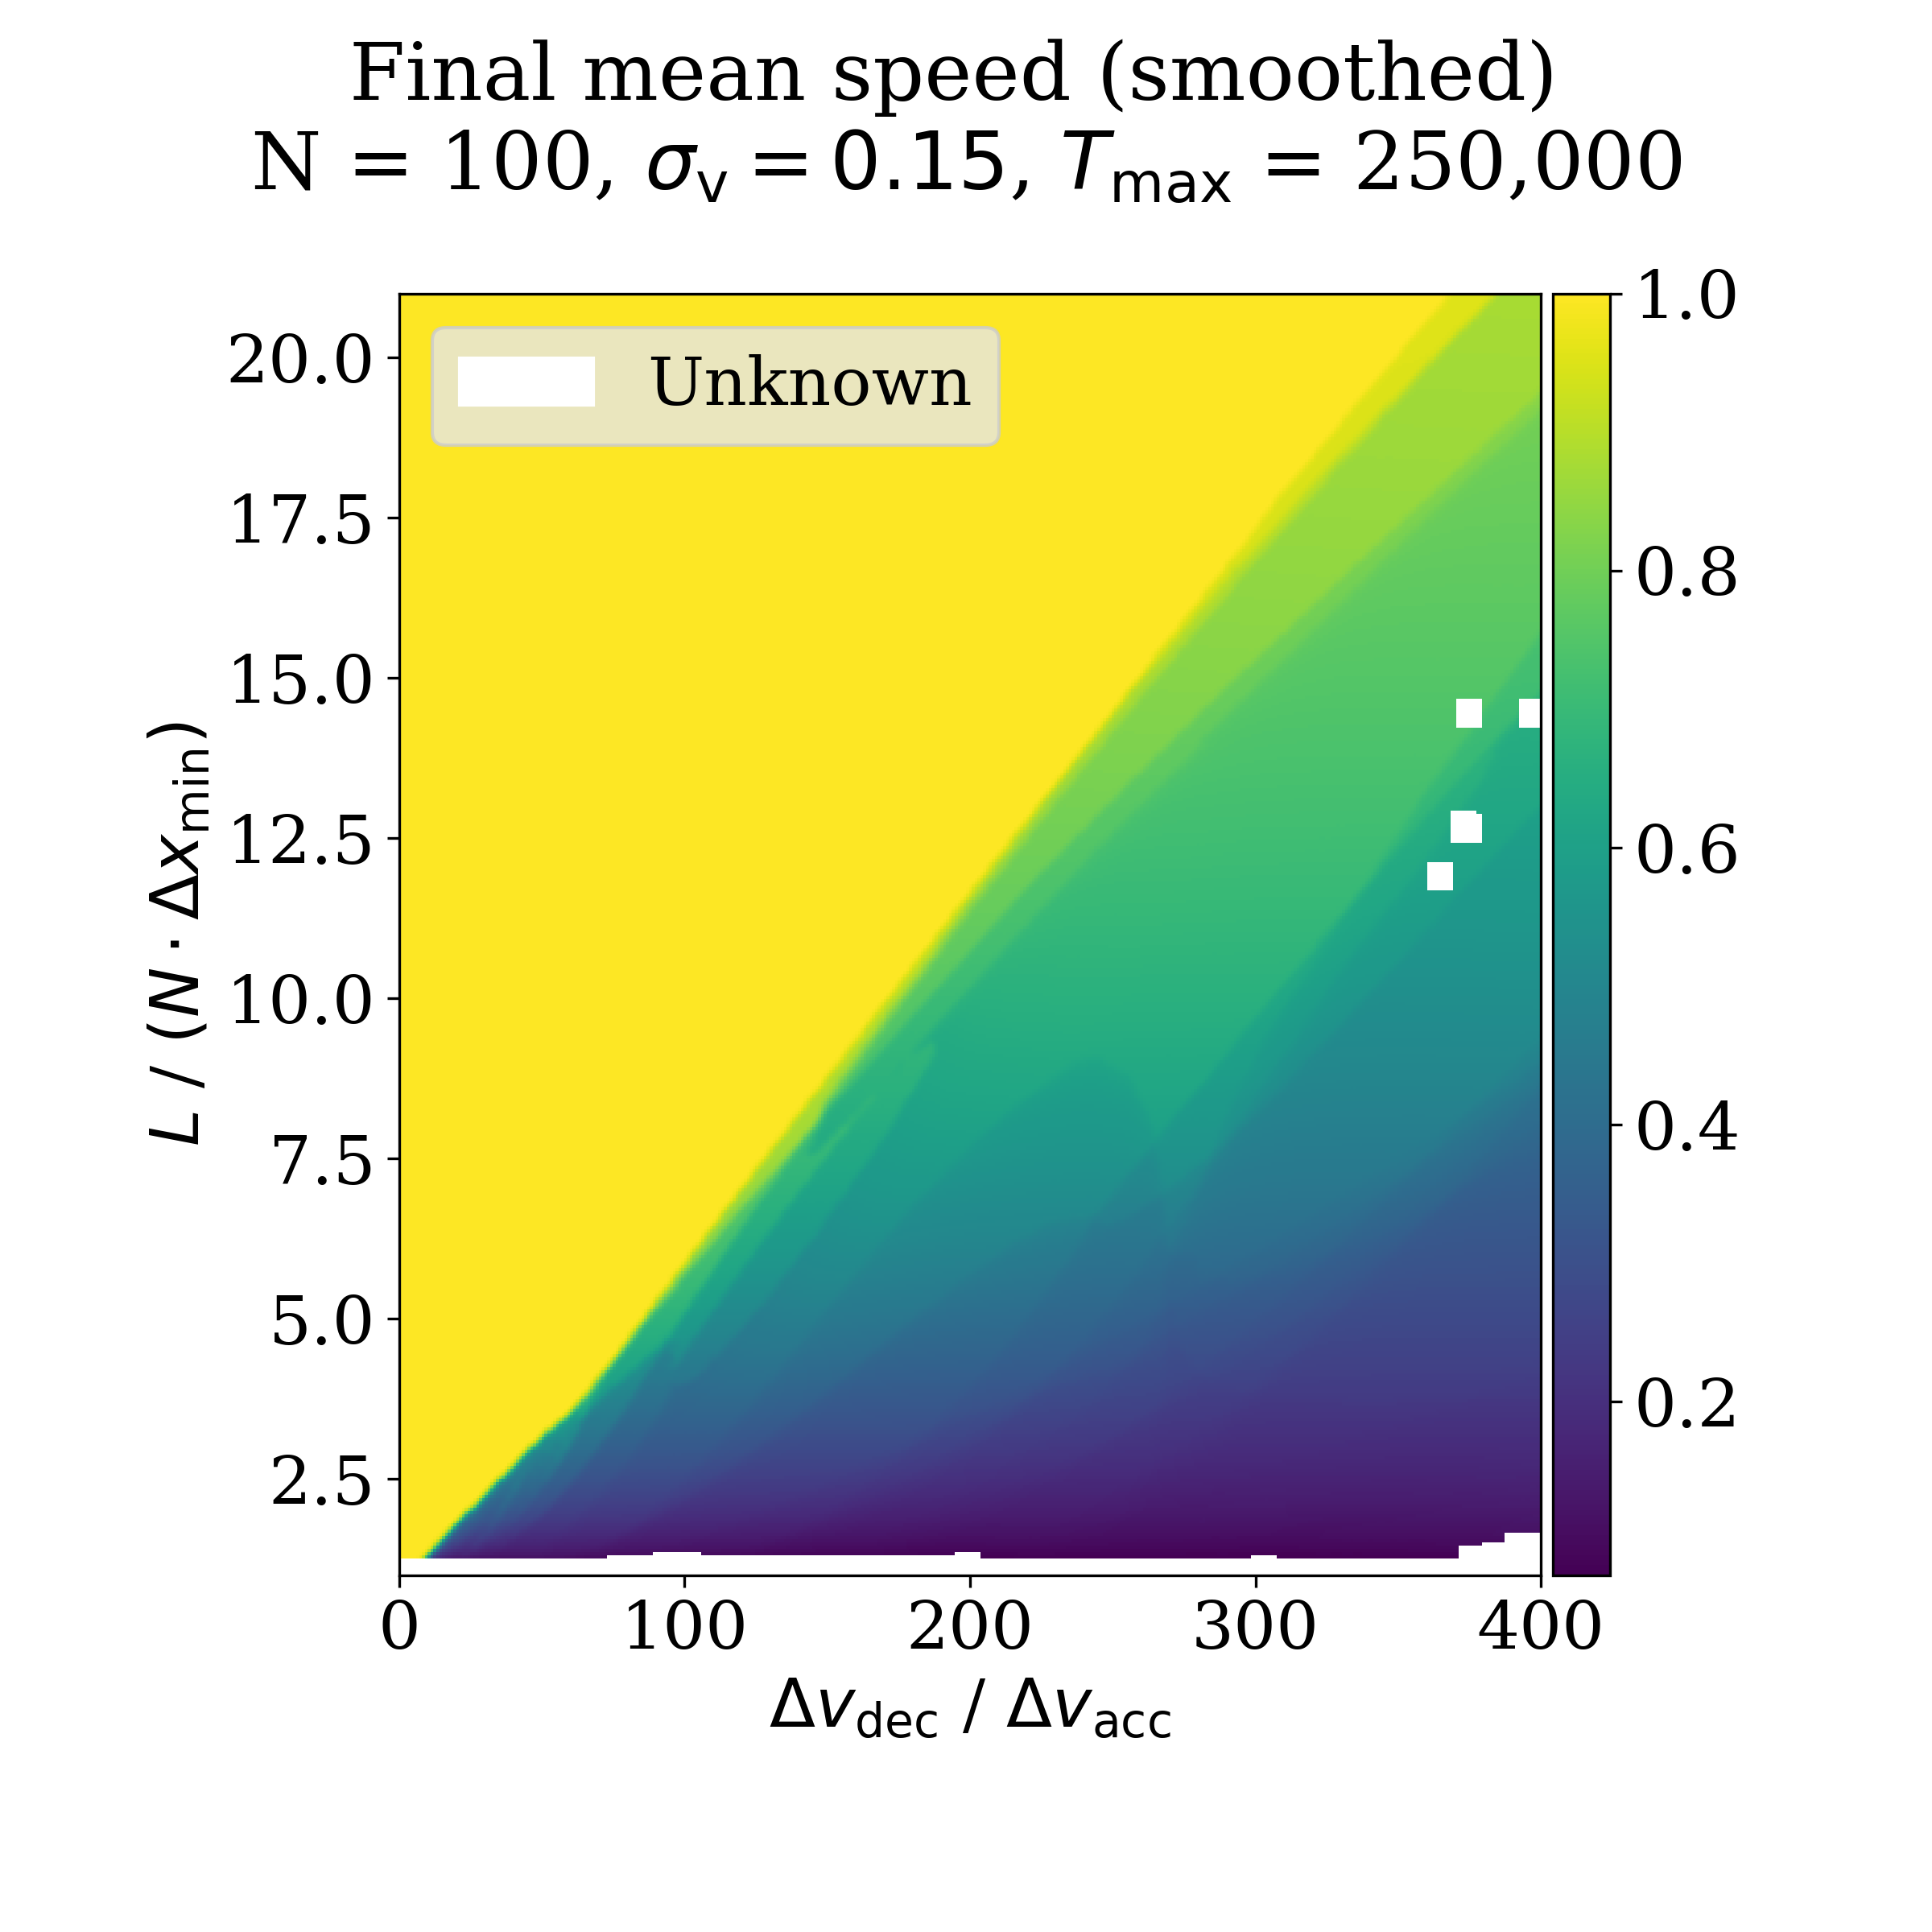 Final mean speed (smoothed)
N = 100, σv = 0.15, Tmax = 250,000
Unknown
L / (N · Δxmin)
20.0
17.5
15.0
12.5
10.0
7.5
5.0
2.5
0 100 200 300 400
Δvdec / Δvacc
1.0
0.8
0.6
0.4
0.2